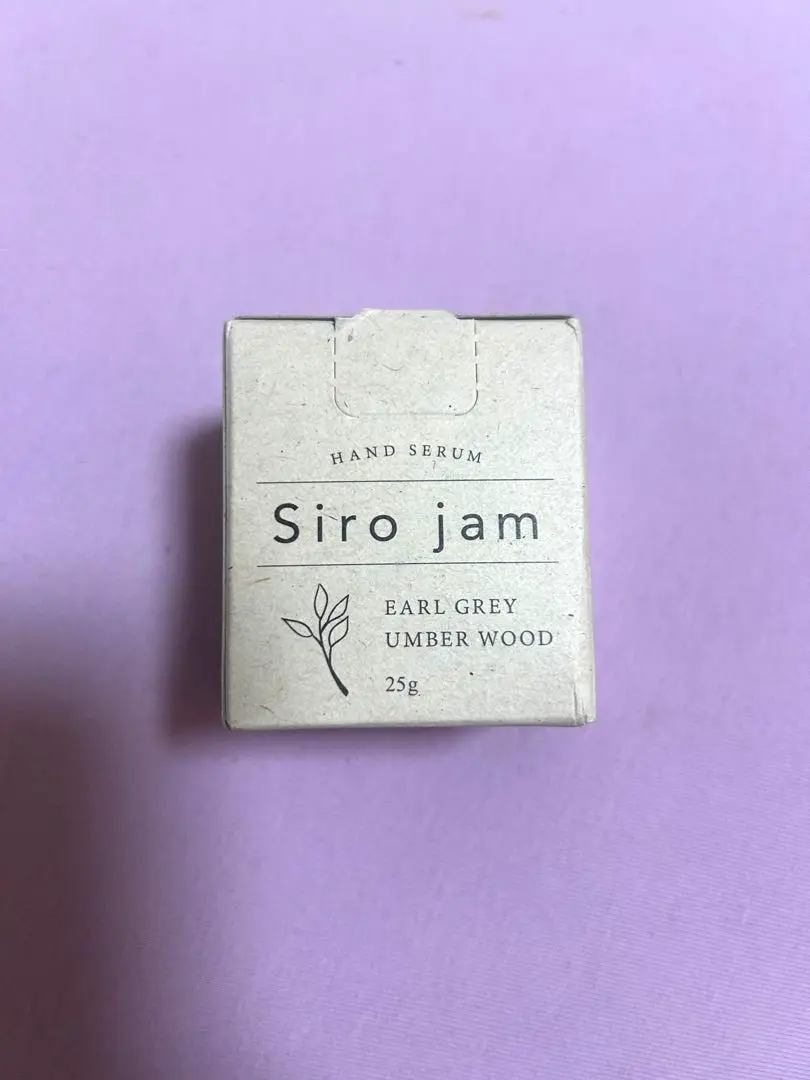 HAND SERUM
Siro jam
EARL GREY
UMBER WOOD
25g